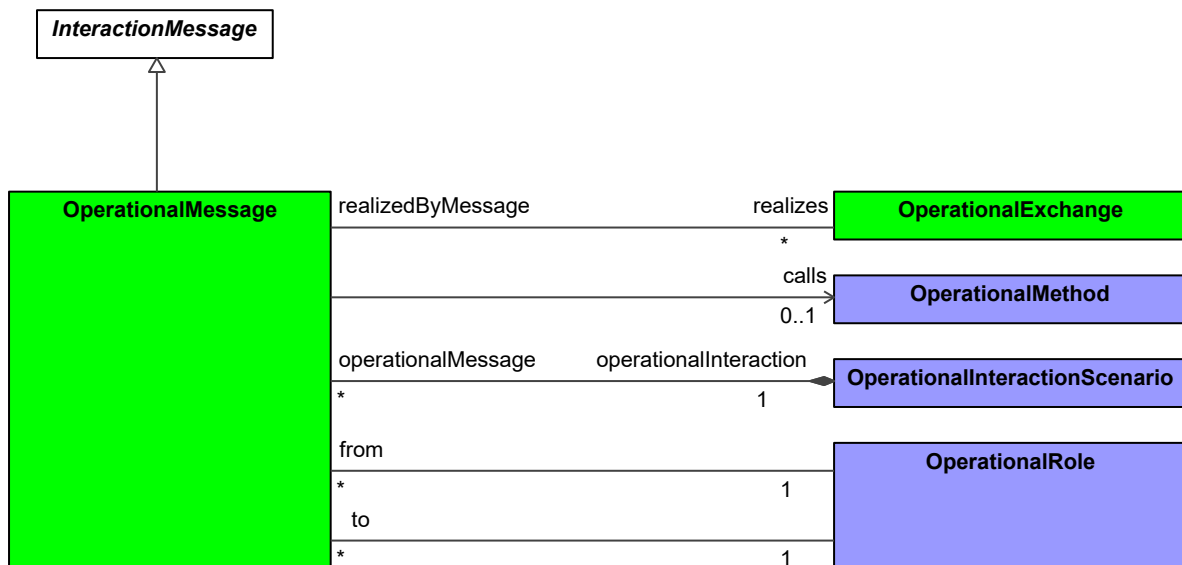 InteractionMessage
OperationalMessage
realizedByMessage
realizes
*
OperationalExchange
calls
0..1
OperationalMethod
operationalMessage
*
operationalInteraction
1
OperationalInteractionScenario
from
*
1
OperationalRole
to
*
1